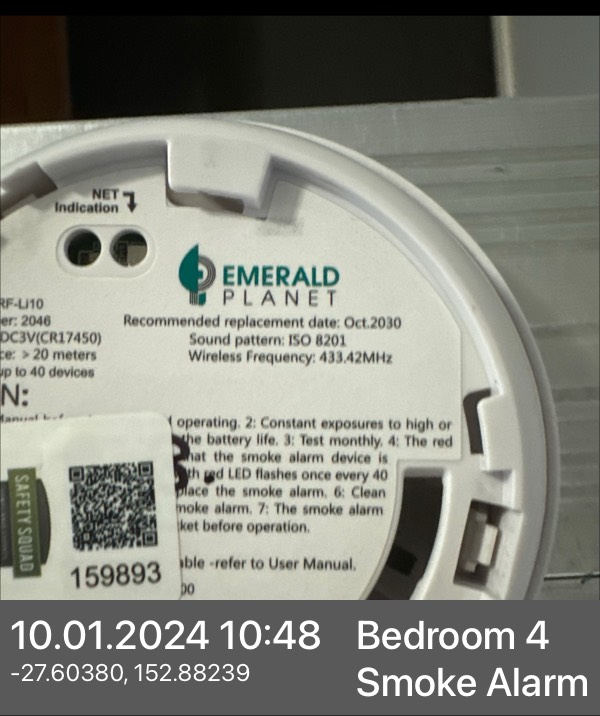 NET
Indication
EMERALD
PLANET
RF-LI10
er: 2046
DC3V(CR17450)
ce: > 20 meters
up to 40 devices
N:
Recommended replacement date: Oct.2030
Sound pattern: ISO 8201
Wireless Frequency: 433.42MHz
operating. 2: Constant exposures to high or
the battery life. 3: Test monthly. 4: The red
hat the smoke alarm device is
th red LED flashes once every 40
place the smoke alarm. 6: Clean
moke alarm. 7: The smoke alarm
ket before operation.
able -refer to User Manual.
00
SAFETY SQUAD
159893
10.01.2024 10:48
-27.60380, 152.88239
Bedroom 4
Smoke Alarm